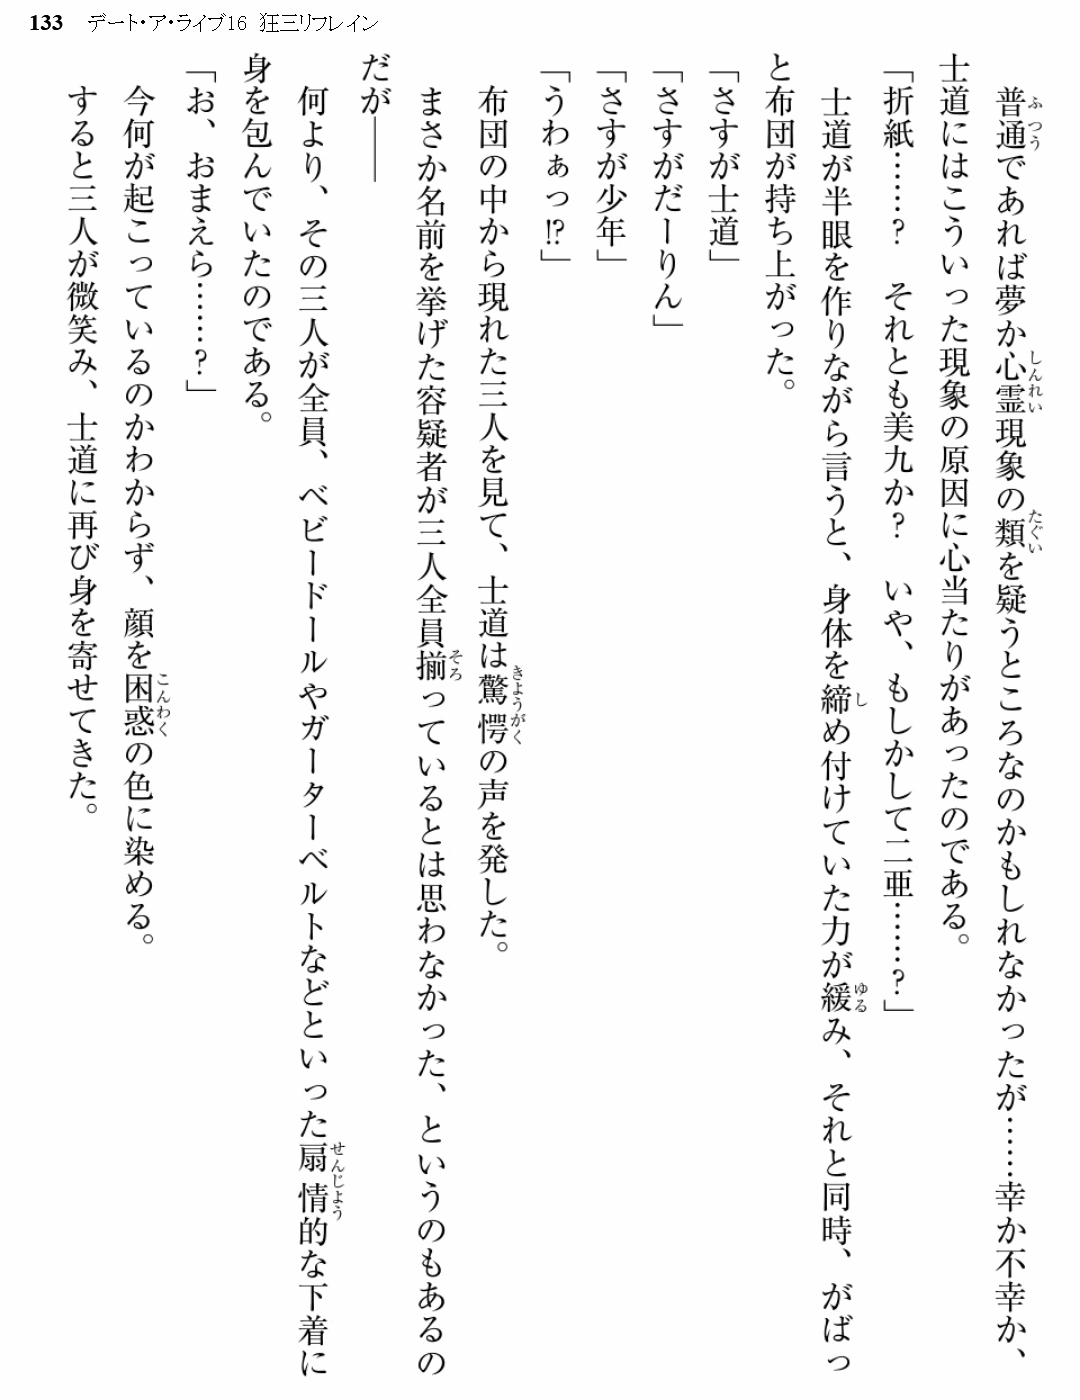 133 デート・ア・ライブ16 狂三リフレイン
普通であれば夢か心霊現象の類を疑うところなのかもしれなかったが……幸か不幸か、
士道にはこういった現象の原因に心当たりがあったのである。
「折紙……? それとも美九か? いや、もしかして二亜……?」
士道が半眼を作りながら言うと、身体を締め付けていた力が緩み、それと同時、がばっ
と布団が持ち上がった。
「さすが士道」
「さすがだーりん」
「さすが少年」
「うわぁっ!?」
布団の中から現れた三人を見て、士道は驚愕の声を発した。
まさか名前を挙げた容疑者が三人全員揃っているとは思わなかった、というのもあるの
だが――
何より、その三人が全員、ベビードールやガーターベルトなどといった扇情的な下着に
身を包んでいたのである。
「お、おまえら……?」
今何が起こっているのかわからず、顔を困惑の色に染める。
すると三人が微笑み、士道に再び身を寄せてきた。